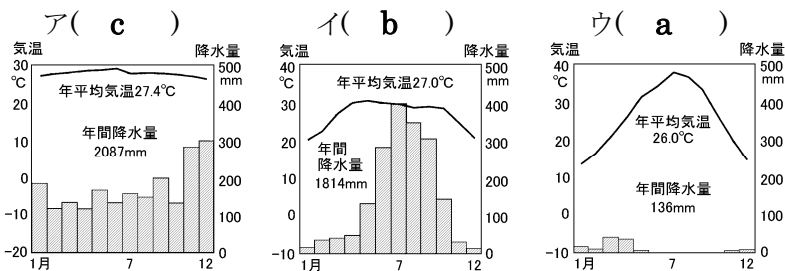 ア( c )
気温
降水量
30
℃
20
10
0
-10
-20
500
mm
400
300
200
100
0
年平均気温27.4℃
年間降水量
2087mm
1月
7
12
イ( b )
気温
降水量
40
℃
30
20
10
0
-10
500
mm
400
300
200
100
0
年平均気温27.0℃
年間
降水量
1814mm
1月
7
12
ウ( a )
気温
降水量
40
℃
30
20
10
0
-10
500
mm
400
300
200
100
0
年平均気温
26.0℃
年間降水量
136mm
1月
7
12